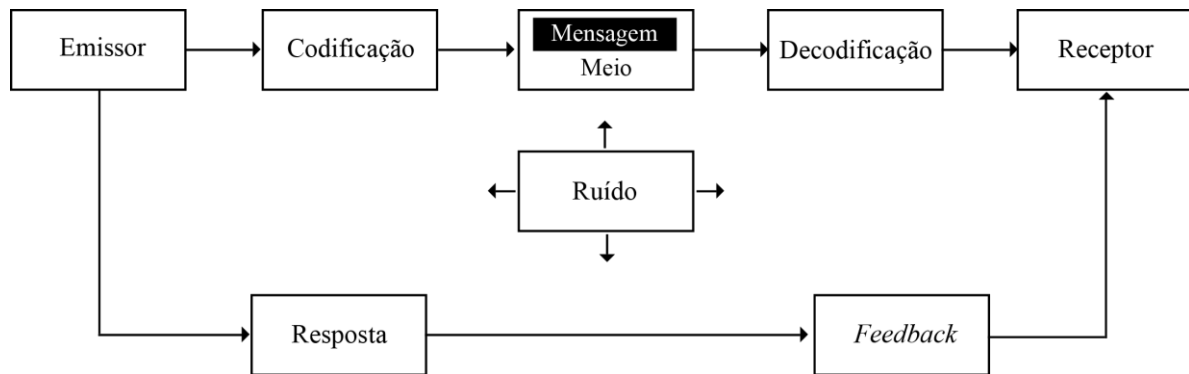 Emissor
Codificação
Mensagem
Meio
Decodificação
Receptor
Ruído
Resposta
Feedback